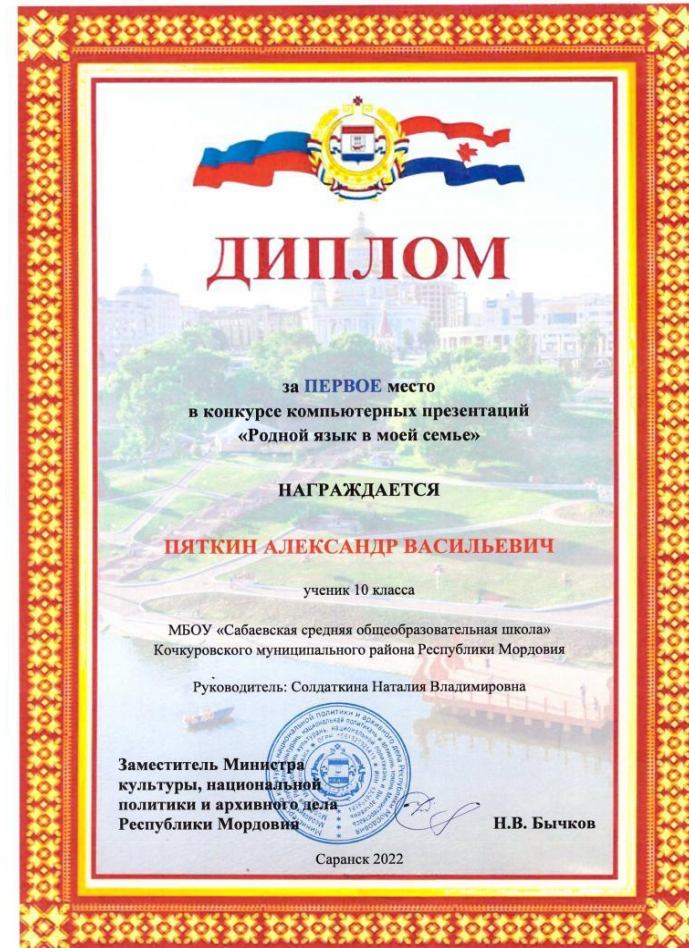 ДИПЛОМ
за ПЕРВОЕ место
в конкурсе компьютерных презентаций
«Родной язык в моей семье»
НАГРАЖДАЕТСЯ
ПЯТКИН АЛЕКСАНДР ВАСИЛЬЕВИЧ
ученик 10 класса
МБОУ «Сабаевская средняя общеобразовательная школа»
Кочкуровского муниципального района Республики Мордовия
Руководитель: Солдаткина Наталия Владимировна
Заместитель Министра
культуры, национальной
политики и архивного дела
Республики Мордовия
Н.В. Бычков
Саранск 2022